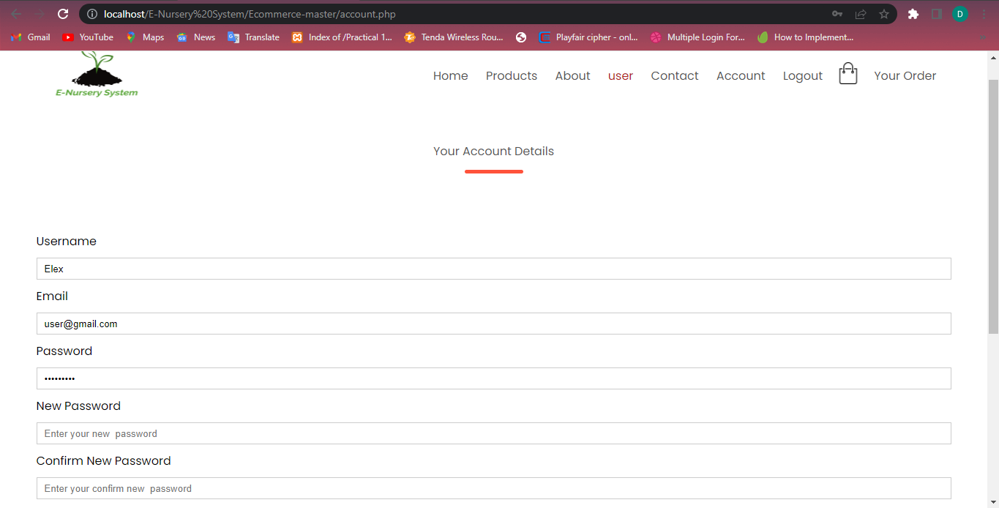 localhost/E-Nursery%20System/Ecommerce-master/account.php
D
Gmail YouTube Maps News Translate Index of /Practical 1... Tenda Wireless Rou... Playfair cipher - onl... Multiple Login For... How to Implement...
E-Nursery System
Home Products About user Contact Account Logout Your Order
Your Account Details
Username
Elex
Email
user@gmail.com
Password
•••••••••
New Password
Enter your new  password
Confirm New Password
Enter your confirm new  password